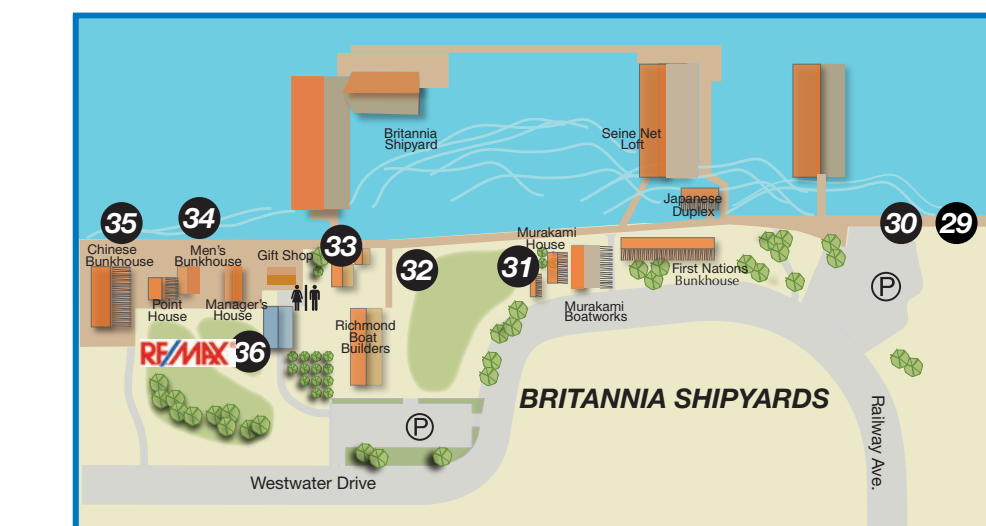 Britannia
Shipyard
Seine Net
Loft
Japanese
Duplex
35
34
33
32
31
30
29
Chinese
Bunkhouse
Men's
Bunkhouse
Gift Shop
Murakami
House
First Nations
Bunkhouse
Point
House
Manager's
House
Murakami
Boatworks
Richmond
Boat
Builders
P
RE/MAX
36
BRITANNIA SHIPYARDS
P
Railway Ave.
Westwater Drive